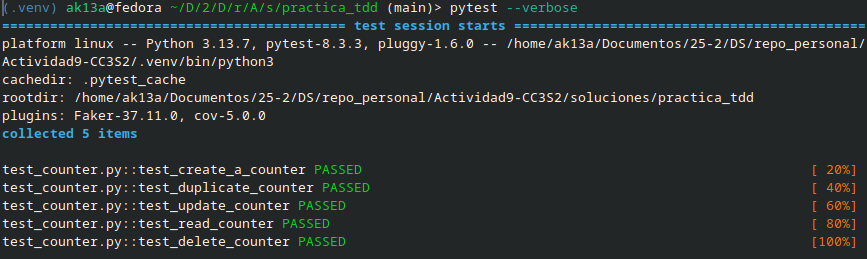 (.venv) ak13a@fedora ~/D/2/D/r/A/s/practica_tdd (main)> pytest --verbose
============================================ test session starts =============================================
platform linux -- Python 3.13.7, pytest-8.3.3, pluggy-1.6.0 -- /home/ak13a/Documentos/25-2/DS/repo_personal/
Actividad9-CC3S2/.venv/bin/python3
cachedir: .pytest_cache
rootdir: /home/ak13a/Documentos/25-2/DS/repo_personal/Actividad9-CC3S2/soluciones/practica_tdd
plugins: Faker-37.11.0, cov-5.0.0
collected 5 items
test_counter.py::test_create_a_counter PASSED [ 20%]
test_counter.py::test_duplicate_counter PASSED [ 40%]
test_counter.py::test_update_counter PASSED [ 60%]
test_counter.py::test_read_counter PASSED [ 80%]
test_counter.py::test_delete_counter PASSED [100%]